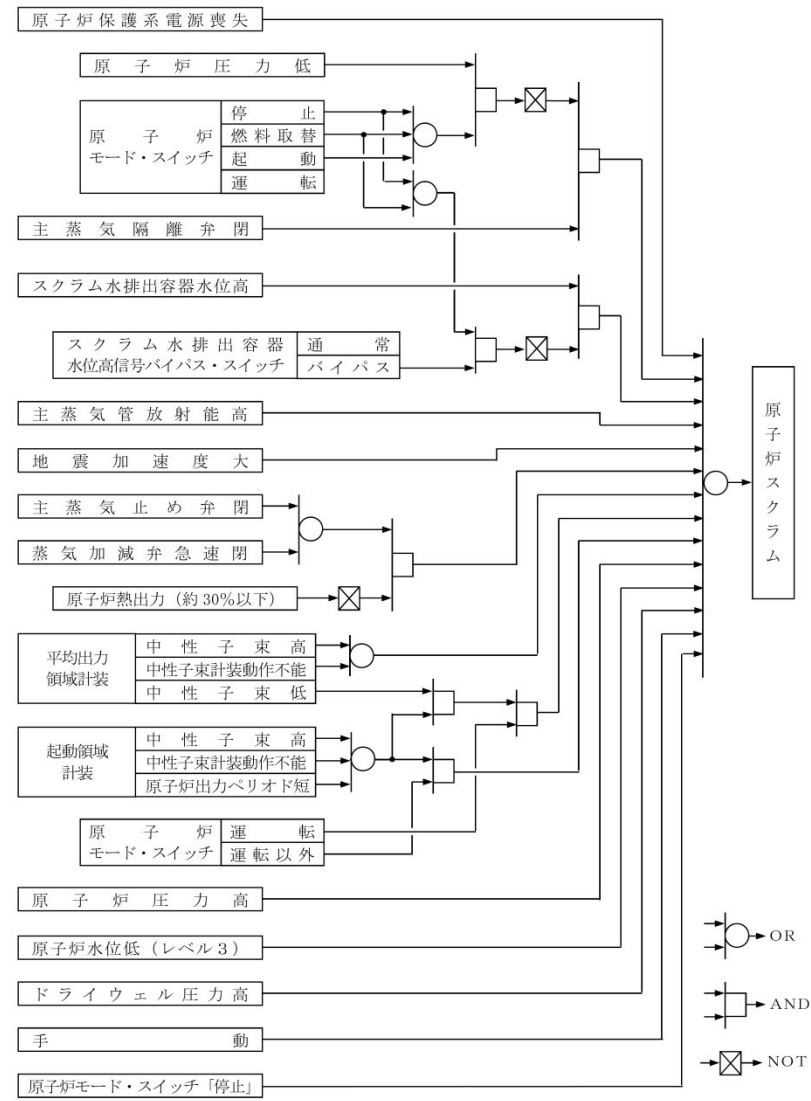 原子炉保護系電源喪失
原子炉圧力低
原子炉
モード・スイッチ
停止
燃料取替
起動
運転
主蒸気隔離弁閉
スクラム水排出容器水位高
スクラム水排出容器
水位高信号バイパス・スイッチ
通常
バイパス
主蒸気管放射能高
地震加速度大
主蒸気止め弁閉
蒸気加減弁急速閉
原子炉熱出力（約30%以下）
平均出力
領域計装
中性子束高
中性子束計装動作不能
中性子束低
起動領域
計装
中性子束高
中性子束計装動作不能
原子炉出力ペリオド短
原子炉
モード・スイッチ
運転
運転以外
原子炉圧力高
原子炉水位低（レベル3）
ドライウェル圧力高
手動
原子炉モード・スイッチ「停止」
原子炉スクラム
OR
AND
NOT